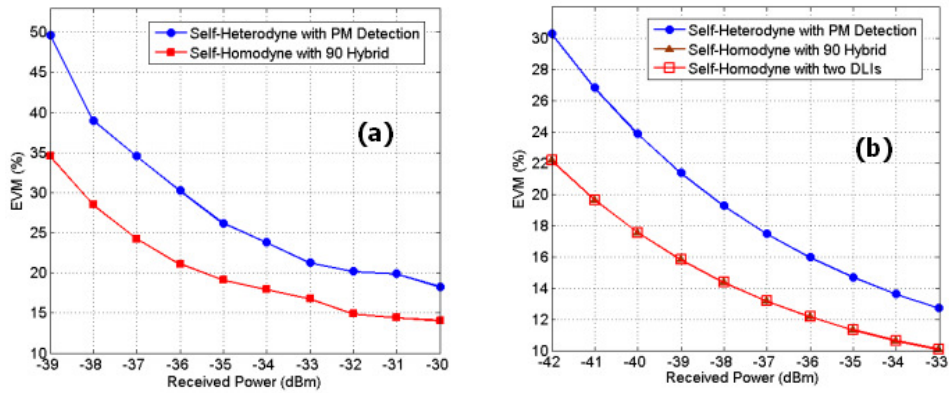 50
45
40
35
30
25
20
15
10
EVM (%)
Self-Heterodyne with PM Detection
Self-Homodyne with 90 Hybrid
(a)
-39 -38 -37 -36 -35 -34 -33 -32 -31 -30
Received Power (dBm)
30
28
26
24
22
20
18
16
14
12
10
EVM (%)
Self-Heterodyne with PM Detection
Self-Homodyne with 90 Hybrid
Self-Homodyne with two DLIs
(b)
-42 -41 -40 -39 -38 -37 -36 -35 -34 -33
Received Power (dBm)